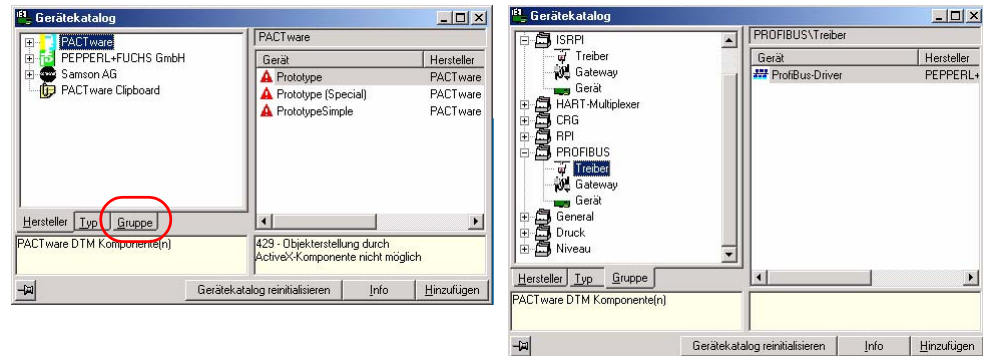 Gerätekatalog
PACTware
PEPPERL+FUCHS GmbH
Samson AG
PACTware Clipboard
Hersteller Typ Gruppe
PACTware
Gerät Hersteller
Prototype PACTware
Prototype (Special) PACTware
PrototypeSimple PACTware
PACTware DTM Komponente(n)
429 - Objekterstellung durch
ActiveX-Komponente nicht möglich
Gerätekatalog reinitialisieren Info Hinzufügen
Gerätekatalog
ISRPI
Treiber
Gateway
Gerät
HART-Multiplexer
CRG
RPI
PROFIBUS
Treiber
Gateway
Gerät
General
Druck
Niveau
Hersteller Typ Gruppe
PROFIBUS\Treiber
Gerät Hersteller
ProfiBus-Driver PEPPERL+
PACTware DTM Komponente(n)
Gerätekatalog reinitialisieren Info Hinzufügen